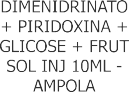 DIMENIDRINATO
+ PIRIDOXINA +
GLICOSE + FRUT
SOL INJ 10ML -
AMPOLA